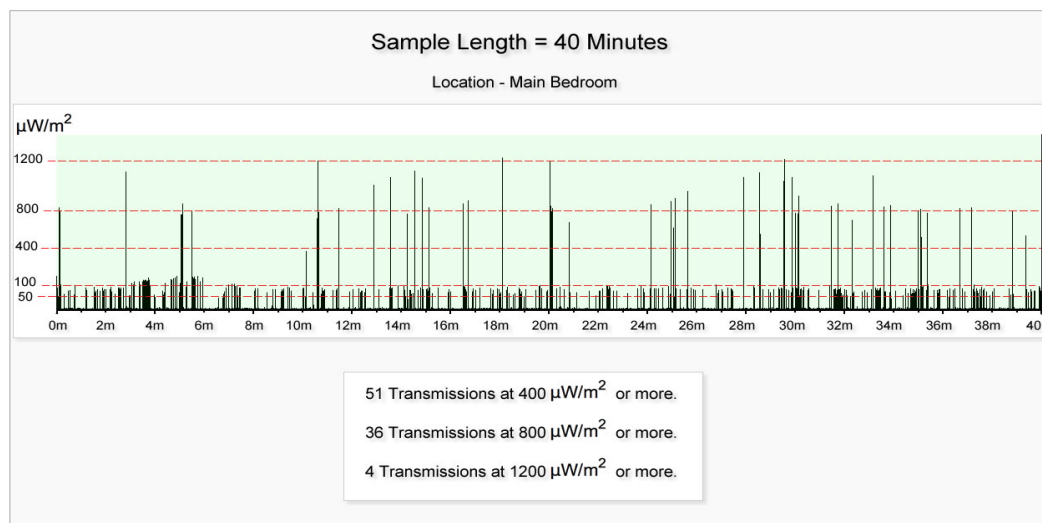 Sample Length = 40 Minutes
Location - Main Bedroom
µW/m²
1200
800
400
100
50
0m 2m 4m 6m 8m 10m 12m 14m 16m 18m 20m 22m 24m 26m 28m 30m 32m 34m 36m 38m 40
51 Transmissions at 400 µW/m² or more.
36 Transmissions at 800 µW/m² or more.
4 Transmissions at 1200 µW/m² or more.